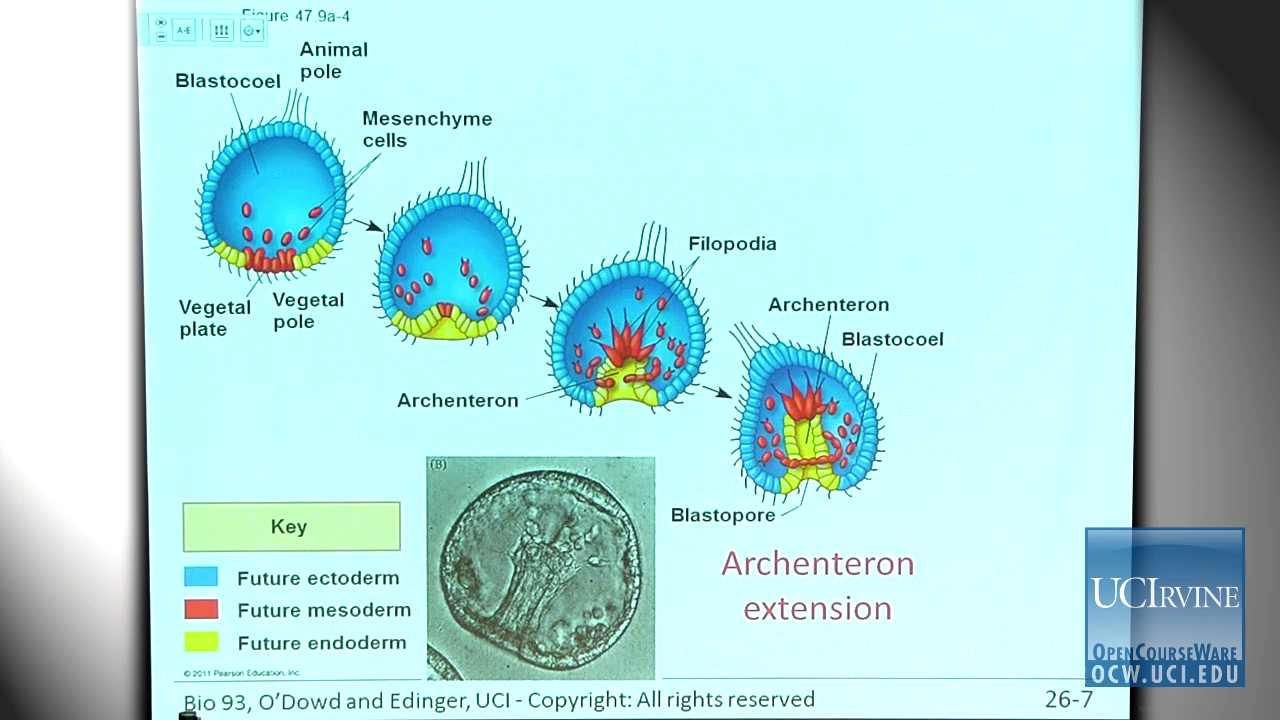 Figure 47.9a-4
A-E
Animal
pole
Blastocoel
Mesenchyme
cells
Vegetal
plate
Vegetal
pole
Filopodia
Archenteron
Archenteron
Blastocoel
Blastopore
(B)
Key
Future ectoderm
Future mesoderm
Future endoderm
Archenteron
extension
© 2011 Pearson Education, Inc.
Bio 93, O'Dowd and Edinger, UCI - Copyright: All rights reserved
26-7
UCIRVINE
OPENCOURSEWARE
OCW.UCI.EDU